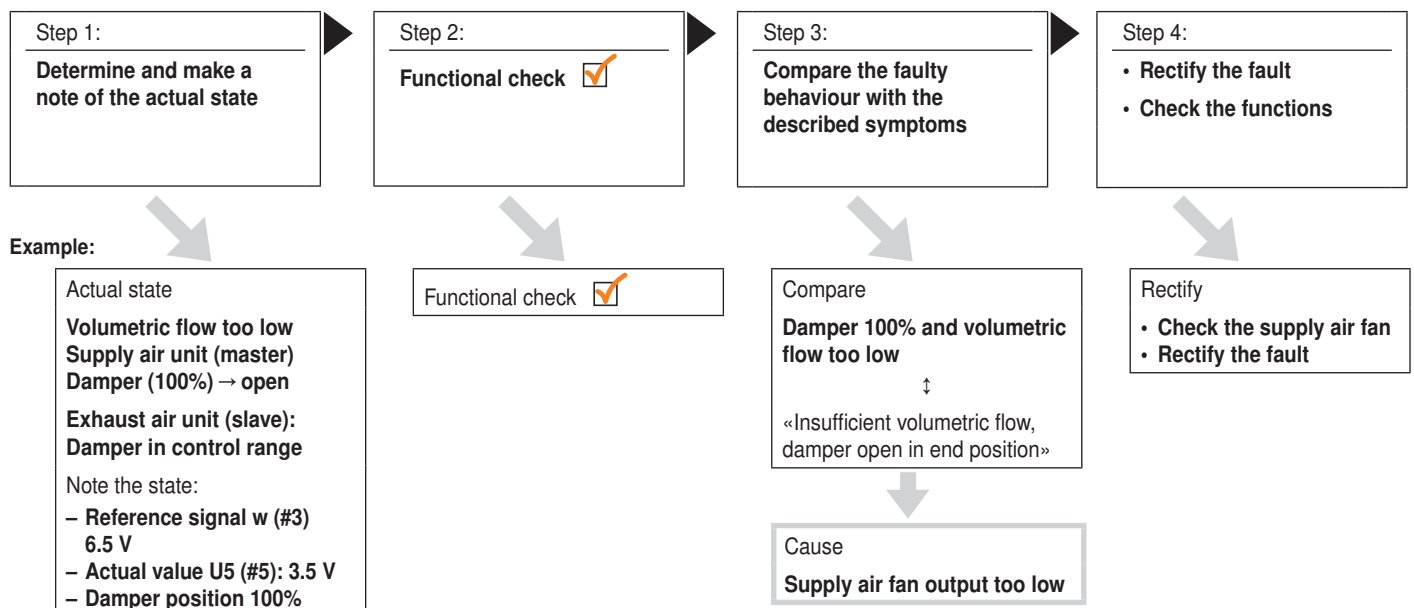 Step 1:
Determine and make a
note of the actual state
Step 2:
Functional check
Step 3:
Compare the faulty
behaviour with the
described symptoms
Step 4:
• Rectify the fault
• Check the functions
Example:
Actual state
Volumetric flow too low
Supply air unit (master)
Damper (100%) → open
Exhaust air unit (slave):
Damper in control range
Note the state:
– Reference signal w (#3)
6.5 V
– Actual value U5 (#5): 3.5 V
– Damper position 100%
Functional check
Compare
Damper 100% and volumetric
flow too low
↕
«Insufficient volumetric flow,
damper open in end position»
Cause
Supply air fan output too low
Rectify
• Check the supply air fan
• Rectify the fault